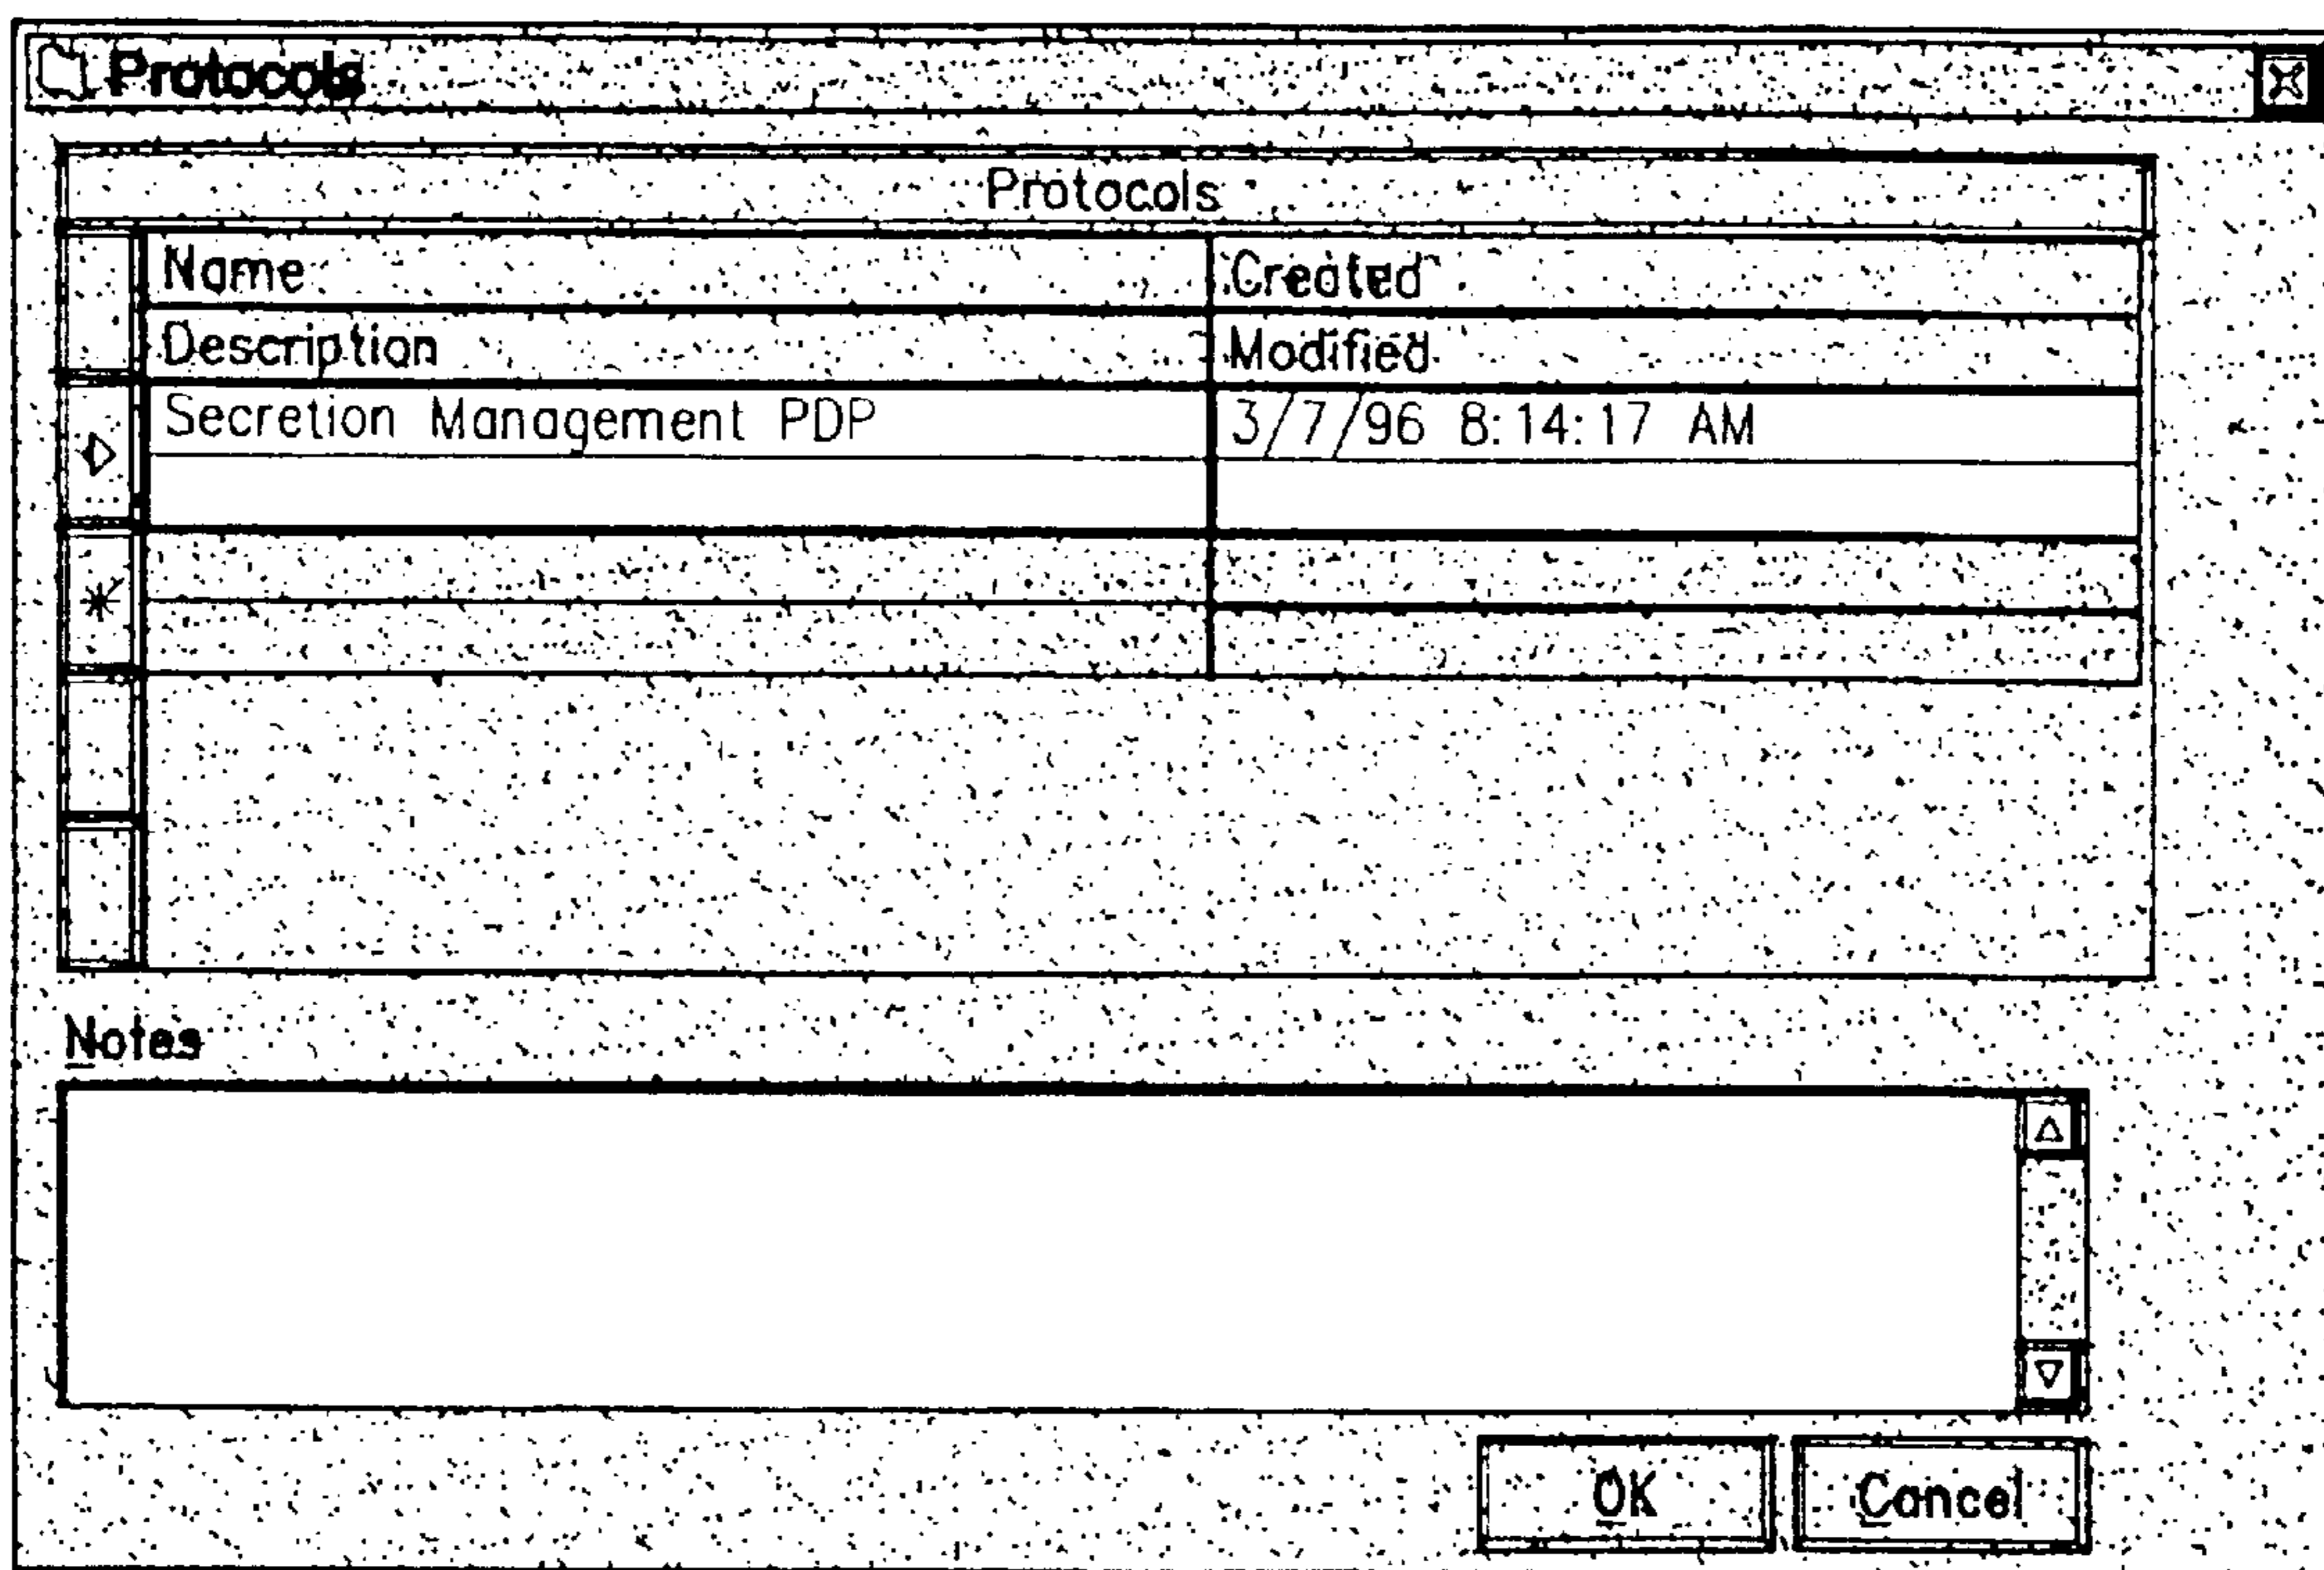 Protocols
Protocols
Name Created
Description Modified
Secretion Management PDP 3/7/96 8:14:17 AM
Notes
OK Cancel